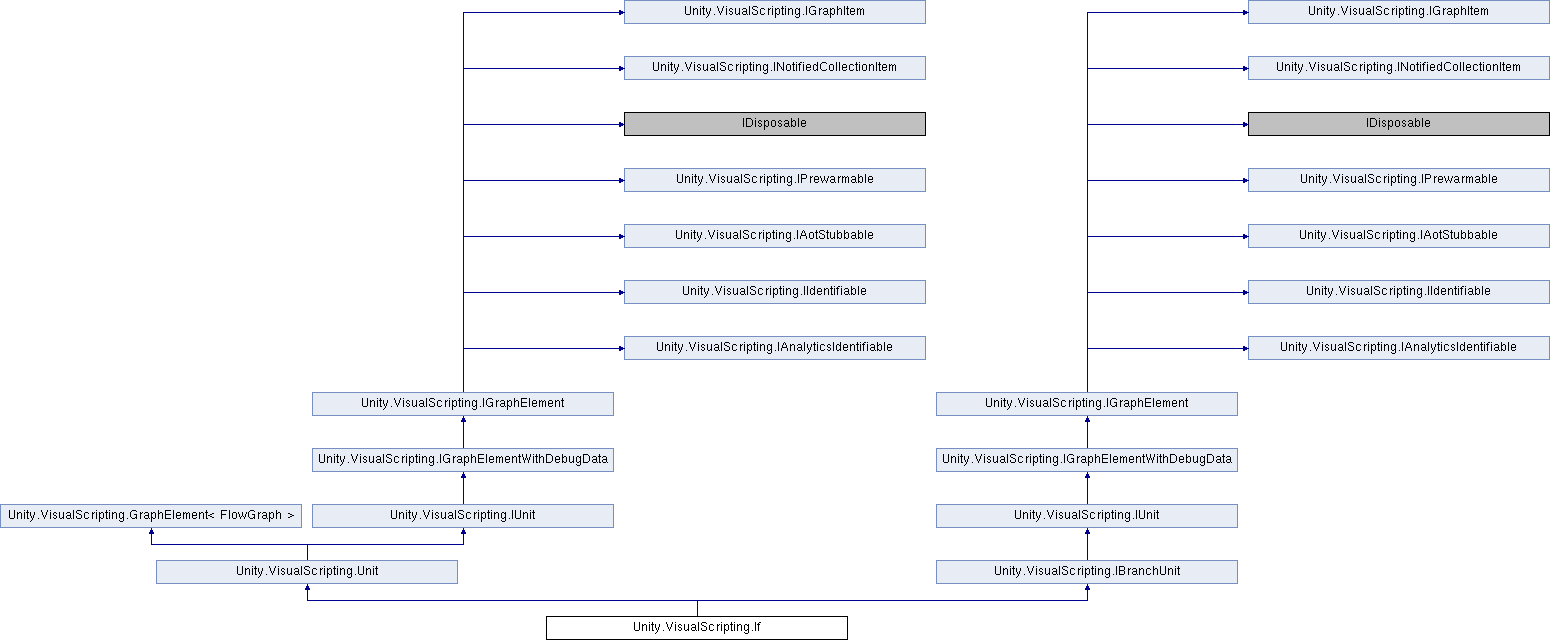 Unity.VisualScripting.IGraphItem
Unity.VisualScripting.IGraphItem
Unity.VisualScripting.INotifiedCollectionItem
Unity.VisualScripting.INotifiedCollectionItem
IDisposable
IDisposable
Unity.VisualScripting.IPrewarmable
Unity.VisualScripting.IPrewarmable
Unity.VisualScripting.IAotStubbable
Unity.VisualScripting.IAotStubbable
Unity.VisualScripting.IIdentifiable
Unity.VisualScripting.IIdentifiable
Unity.VisualScripting.IAnalyticsIdentifiable
Unity.VisualScripting.IAnalyticsIdentifiable
Unity.VisualScripting.IGraphElement
Unity.VisualScripting.IGraphElement
Unity.VisualScripting.IGraphElementWithDebugData
Unity.VisualScripting.IGraphElementWithDebugData
Unity.VisualScripting.GraphElement< FlowGraph >
Unity.VisualScripting.IUnit
Unity.VisualScripting.IUnit
Unity.VisualScripting.Unit
Unity.VisualScripting.IBranchUnit
Unity.VisualScripting.If